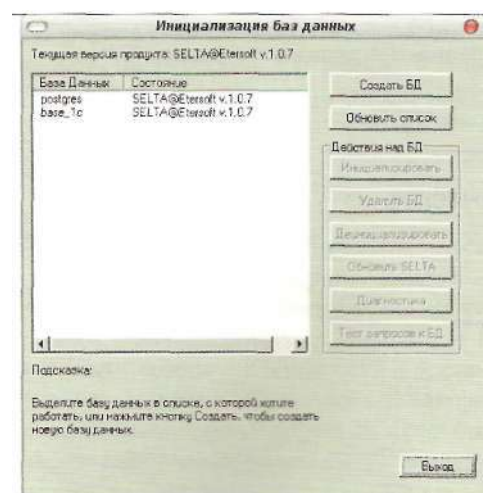 Инициализация баз данных
Текущая версия продукта: SELTA@Etersoft v.1.0.7
База Данных Состояние
postgres SELTA@Etersoft v.1.0.7
base_1c SELTA@Etersoft v.1.0.7
Создать БД
Обновить список
Действия над БД
Инициализировать
Удалить БД
Деинициализировать
Обновить SELTA
Диагностика
Тест запросов к БД
Подсказка:
Выделите базу данных в списке, с которой хотите
работать, или нажмите кнопку Создать, чтобы создать
новую базу данных.
Выход